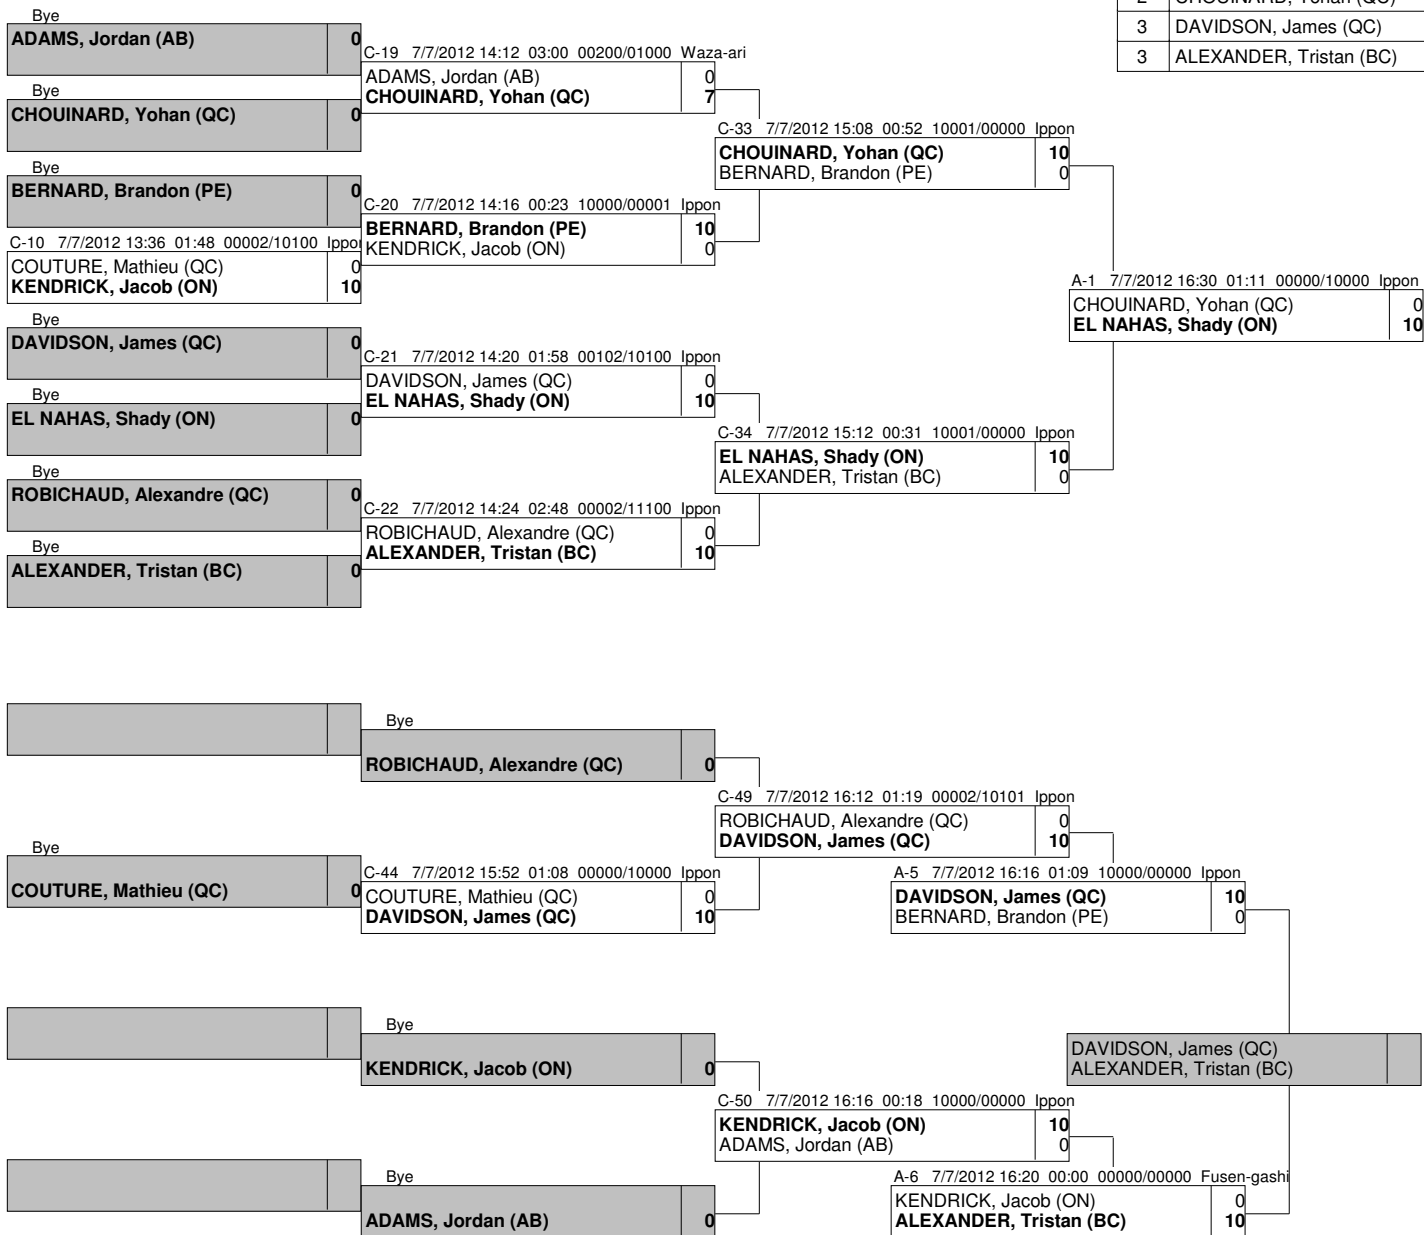 2 CHOUINARD, Yohan (QC)
3 DAVIDSON, James (QC)
3 ALEXANDER, Tristan (BC)
Bye
ADAMS, Jordan (AB) 0
Bye
CHOUINARD, Yohan (QC) 0
Bye
BERNARD, Brandon (PE) 0
C-10 7/7/2012 13:36 01:48 00002/10100 Ippon
COUTURE, Mathieu (QC) 0
KENDRICK, Jacob (ON) 10
Bye
DAVIDSON, James (QC) 0
Bye
EL NAHAS, Shady (ON) 0
Bye
ROBICHAUD, Alexandre (QC) 0
Bye
ALEXANDER, Tristan (BC) 0
C-19 7/7/2012 14:12 03:00 00200/01000 Waza-ari
ADAMS, Jordan (AB) 0
CHOUINARD, Yohan (QC) 7
C-20 7/7/2012 14:16 00:23 10000/00001 Ippon
BERNARD, Brandon (PE) 10
KENDRICK, Jacob (ON) 0
C-21 7/7/2012 14:20 01:58 00102/10100 Ippon
DAVIDSON, James (QC) 0
EL NAHAS, Shady (ON) 10
C-22 7/7/2012 14:24 02:48 00002/11100 Ippon
ROBICHAUD, Alexandre (QC) 0
ALEXANDER, Tristan (BC) 10
C-33 7/7/2012 15:08 00:52 10001/00000 Ippon
CHOUINARD, Yohan (QC) 10
BERNARD, Brandon (PE) 0
C-34 7/7/2012 15:12 00:31 10001/00000 Ippon
EL NAHAS, Shady (ON) 10
ALEXANDER, Tristan (BC) 0
A-1 7/7/2012 16:30 01:11 00000/10000 Ippon
CHOUINARD, Yohan (QC) 0
EL NAHAS, Shady (ON) 10
Bye
ROBICHAUD, Alexandre (QC) 0
Bye
COUTURE, Mathieu (QC) 0
C-44 7/7/2012 15:52 01:08 00000/10000 Ippon
COUTURE, Mathieu (QC) 0
DAVIDSON, James (QC) 10
C-49 7/7/2012 16:12 01:19 00002/10101 Ippon
ROBICHAUD, Alexandre (QC) 0
DAVIDSON, James (QC) 10
A-5 7/7/2012 16:16 01:09 10000/00000 Ippon
DAVIDSON, James (QC) 10
BERNARD, Brandon (PE) 0
Bye
KENDRICK, Jacob (ON) 0
Bye
ADAMS, Jordan (AB) 0
C-50 7/7/2012 16:16 00:18 10000/00000 Ippon
KENDRICK, Jacob (ON) 10
ADAMS, Jordan (AB) 0
A-6 7/7/2012 16:20 00:00 00000/00000 Fusen-gashi
KENDRICK, Jacob (ON) 0
ALEXANDER, Tristan (BC) 10
DAVIDSON, James (QC)
ALEXANDER, Tristan (BC)